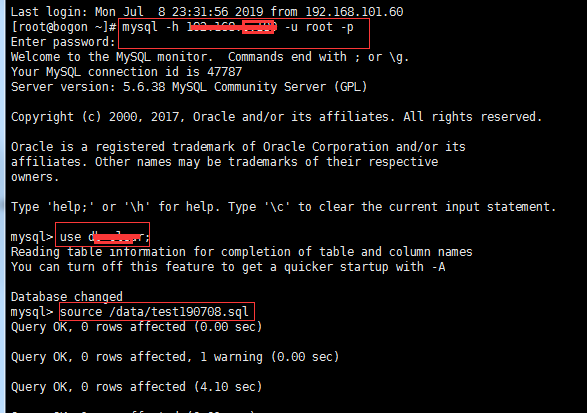 Last login: Mon Jul  8 23:31:56 2019 from 192.168.101.60
[root@bogon ~]# mysql -h -u root -p
Enter password:
Welcome to the MySQL monitor.  Commands end with ; or \g.
Your MySQL connection id is 47787
Server version: 5.6.38 MySQL Community Server (GPL)
Copyright (c) 2000, 2017, Oracle and/or its affiliates. All rights reserved.
Oracle is a registered trademark of Oracle Corporation and/or its
affiliates. Other names may be trademarks of their respective
owners.
Type 'help;' or '\h' for help. Type '\c' to clear the current input statement.
mysql> use
Reading table information for completion of table and column names
You can turn off this feature to get a quicker startup with -A
Database changed
mysql> source /data/test190708.sql
Query OK, 0 rows affected (0.00 sec)
Query OK, 0 rows affected, 1 warning (0.00 sec)
Query OK, 0 rows affected (4.10 sec)